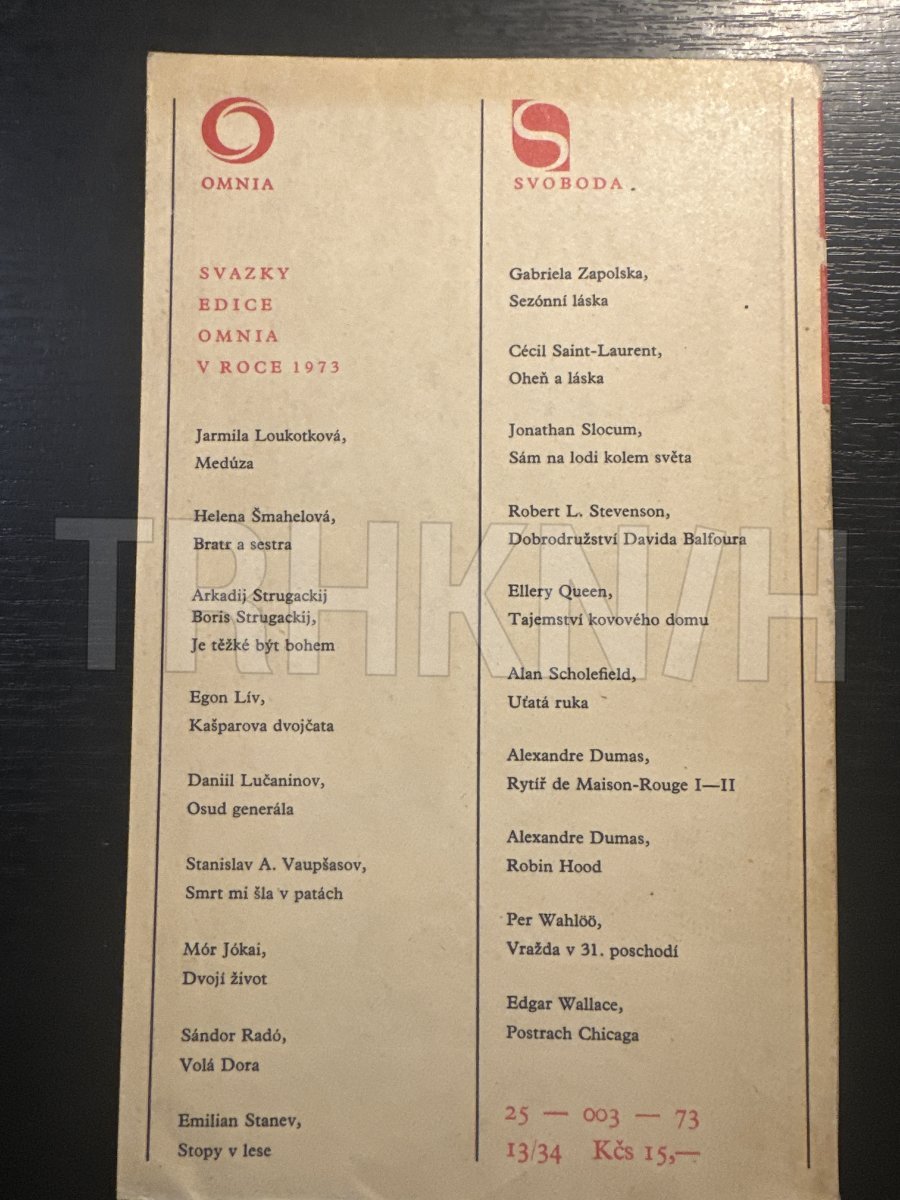 OMNIA
SVAZKY
EDICE
OMNIA
V ROCE 1973
Jarmila Loukotková,
Medúza
Helena Šmahelová,
Bratr a sestra
Arkadij Strugackij
Boris Strugackij,
Je těžké být bohem
Egon Lív,
Kašparova dvojčata
Daniil Lučaninov,
Osud generála
Stanislav A. Vaupšasov,
Smrt mi šla v patách
Mór Jókai,
Dvojí život
Sándor Radó,
Volá Dora
Emilian Stanev,
Stopy v lese
SVOBODA
Gabriela Zapolska,
Sezónní láska
Cécil Saint-Laurent,
Oheň a láska
Jonathan Slocum,
Sám na lodi kolem světa
Robert L. Stevenson,
Dobrodružství Davida Balfoura
Ellery Queen,
Tajemství kovového domu
Alan Scholefield,
Uťatá ruka
Alexandre Dumas,
Rytíř de Maison-Rouge I—II
Alexandre Dumas,
Robin Hood
Per Wahlöö,
Vražda v 31. poschodí
Edgar Wallace,
Postrach Chicaga
25 — 003 — 73
13/34 Kčs 15,—
TRHKNIH